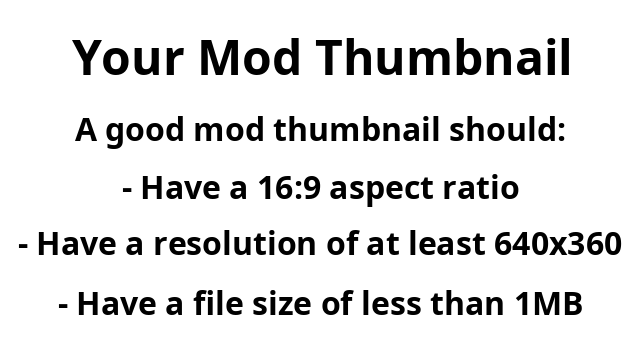 Your Mod Thumbnail
A good mod thumbnail should:
- Have a 16:9 aspect ratio
- Have a resolution of at least 640x360
- Have a file size of less than 1MB